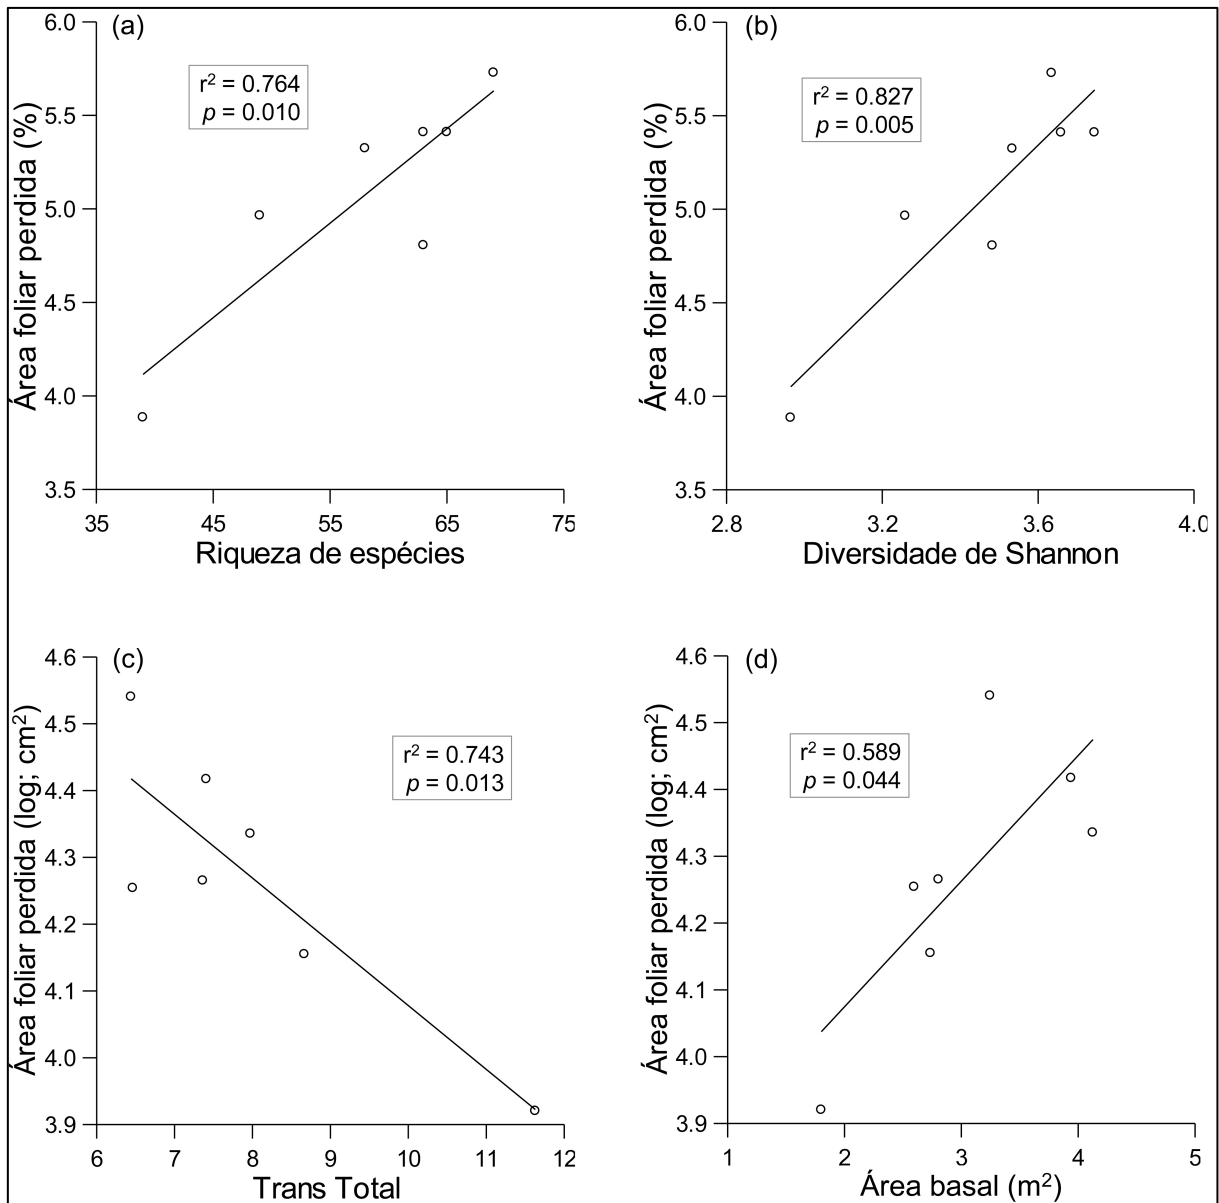 (a)
r² = 0.764
p = 0.010
Área foliar perdida (%)
6.0
5.5
5.0
4.5
4.0
3.5
35 45 55 65 75
Riqueza de espécies
(b)
r² = 0.827
p = 0.005
Área foliar perdida (%)
6.0
5.5
5.0
4.5
4.0
3.5
2.8 3.2 3.6 4.0
Diversidade de Shannon
(c)
r² = 0.743
p = 0.013
Área foliar perdida (log; cm²)
4.6
4.5
4.4
4.3
4.2
4.1
4.0
3.9
6 7 8 9 10 11 12
Trans Total
(d)
r² = 0.589
p = 0.044
Área foliar perdida (log; cm²)
4.6
4.5
4.4
4.3
4.2
4.1
4.0
3.9
1 2 3 4 5
Área basal (m²)